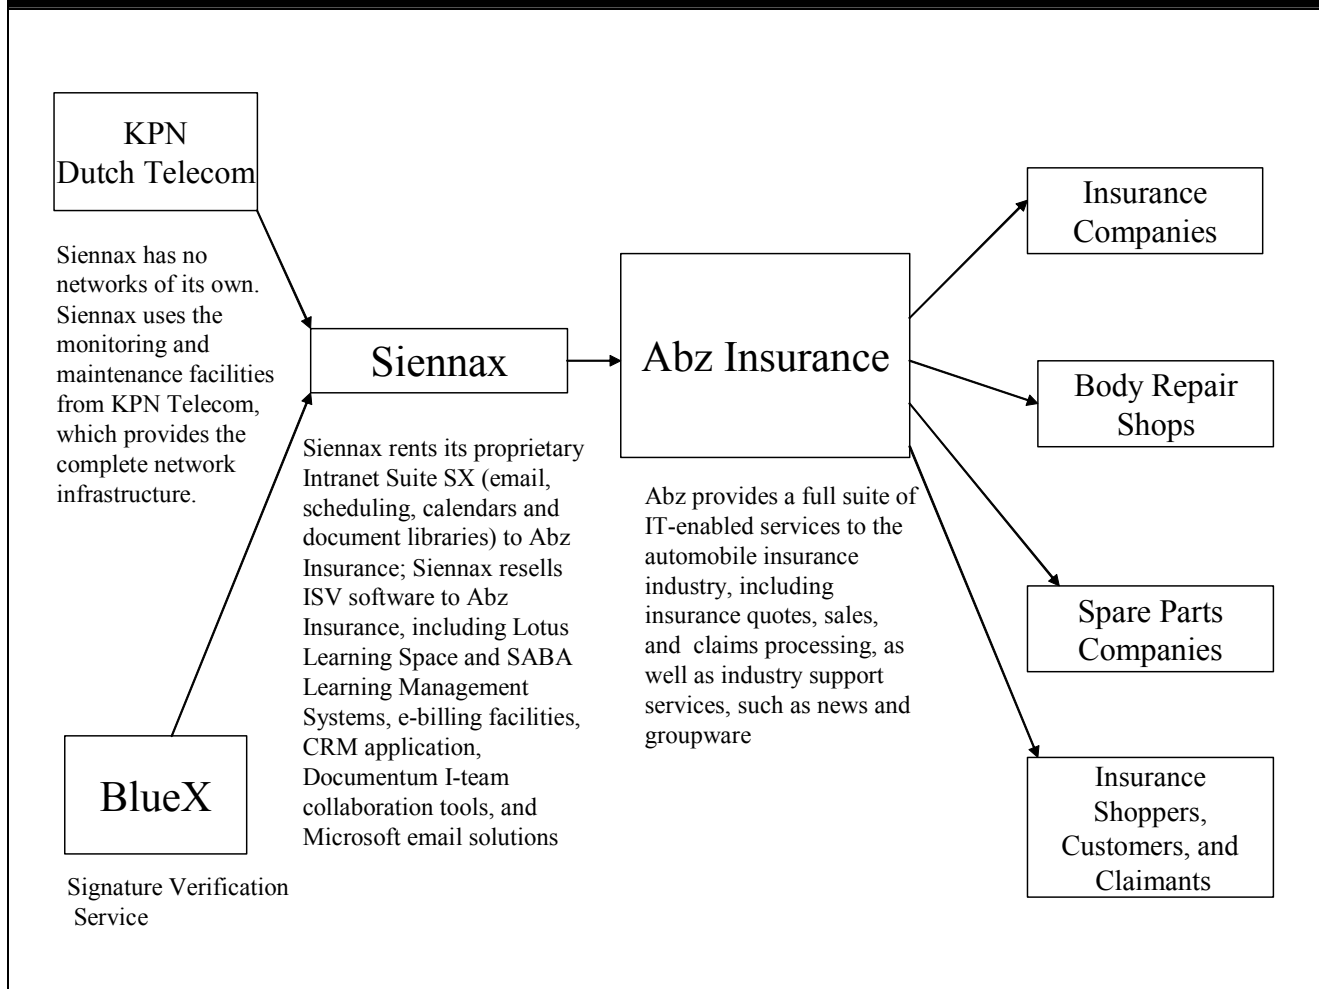 KPN
Dutch Telecom
Siennax has no
networks of its own.
Siennax uses the
monitoring and
maintenance facilities
from KPN Telecom,
which provides the
complete network
infrastructure.
BlueX
Signature Verification
Service
Siennax
Siennax rents its proprietary
Intranet Suite SX (email,
scheduling, calendars and
document libraries) to Abz
Insurance; Siennax resells
ISV software to Abz
Insurance, including Lotus
Learning Space and SABA
Learning Management
Systems, e-billing facilities,
CRM application,
Documentum I-team
collaboration tools, and
Microsoft email solutions
Abz Insurance
Abz provides a full suite of
IT-enabled services to the
automobile insurance
industry, including
insurance quotes, sales,
and claims processing, as
well as industry support
services, such as news and
groupware
Insurance
Companies
Body Repair
Shops
Spare Parts
Companies
Insurance
Shoppers,
Customers, and
Claimants